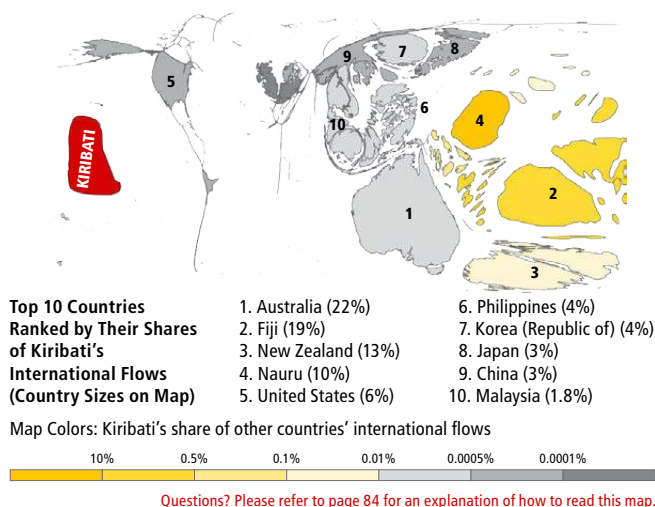 KIRIBATI
5
9
7
8
10
6
4
1
2
3
Top 10 Countries
Ranked by Their Shares
of Kiribati's
International Flows
(Country Sizes on Map)
1. Australia (22%)
2. Fiji (19%)
3. New Zealand (13%)
4. Nauru (10%)
5. United States (6%)
6. Philippines (4%)
7. Korea (Republic of) (4%)
8. Japan (3%)
9. China (3%)
10. Malaysia (1.8%)
Map Colors: Kiribati's share of other countries' international flows
10% 0.5% 0.1% 0.01% 0.0005% 0.0001%
Questions? Please refer to page 84 for an explanation of how to read this map.